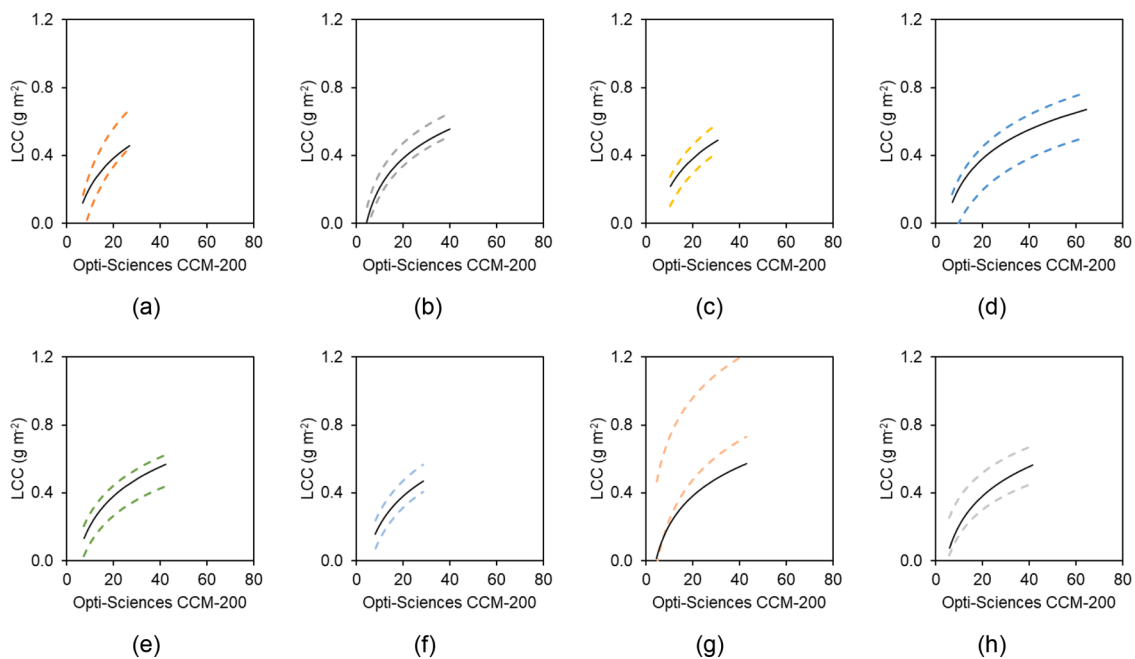 1.2 1.2 1.2 1.2
0.8 0.8 0.8 0.8
LCC (g m-2) LCC (g m-2) LCC (g m-2) LCC (g m-2)
0.4 0.4 0.4 0.4
0.0 0.0 0.0 0.0
0 20 40 60 80 0 20 40 60 80 0 20 40 60 80 0 20 40 60 80
Opti-Sciences CCM-200 Opti-Sciences CCM-200 Opti-Sciences CCM-200 Opti-Sciences CCM-200
(a) (b) (c) (d)
1.2 1.2 1.2 1.2
0.8 0.8 0.8 0.8
LCC (g m-2) LCC (g m-2) LCC (g m-2) LCC (g m-2)
0.4 0.4 0.4 0.4
0.0 0.0 0.0 0.0
0 20 40 60 80 0 20 40 60 80 0 20 40 60 80 0 20 40 60 80
Opti-Sciences CCM-200 Opti-Sciences CCM-200 Opti-Sciences CCM-200 Opti-Sciences CCM-200
(e) (f) (g) (h)